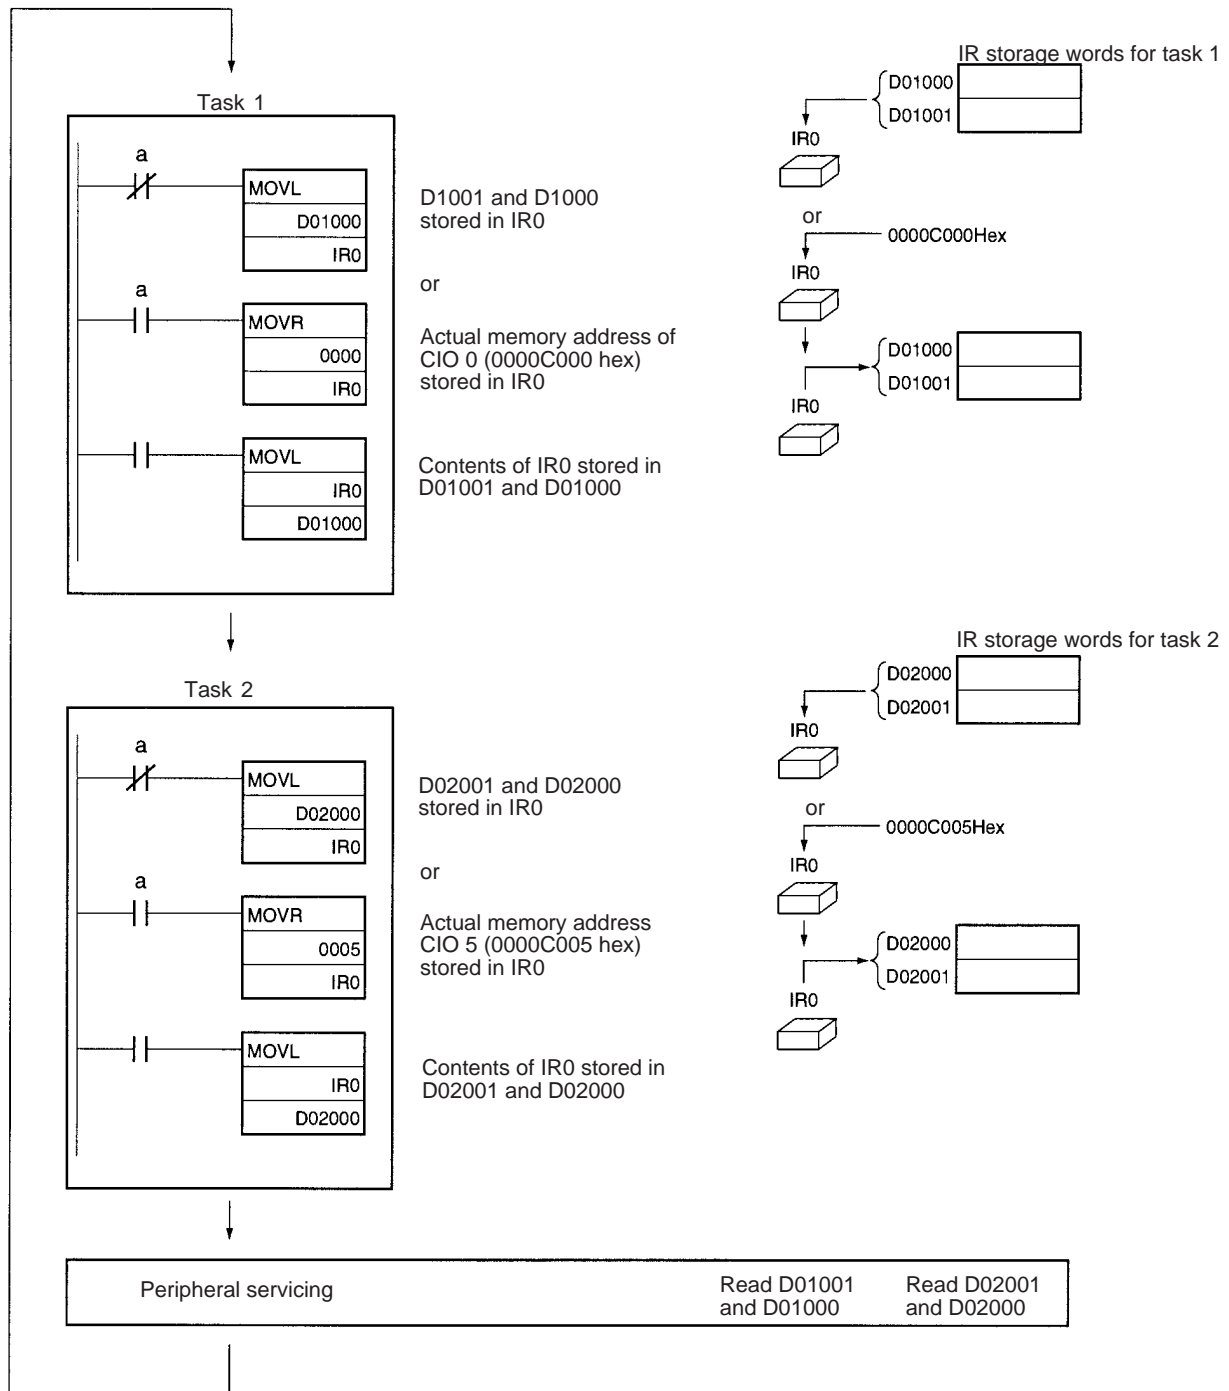 IR storage words for task 1
Task 1
D01000
D01001
IR0
a
MOVL
D01000
IR0
D1001 and D1000
stored in IR0
or
0000C000Hex
IR0
or
a
MOVR
0000
IR0
Actual memory address of
CIO 0 (0000C000 hex)
stored in IR0
D01000
D01001
IR0
MOVL
IR0
D01000
Contents of IR0 stored in
D01001 and D01000
IR storage words for task 2
Task 2
D02000
D02001
IR0
a
MOVL
D02000
IR0
D02001 and D02000
stored in IR0
or
0000C005Hex
IR0
or
a
MOVR
0005
IR0
Actual memory address
CIO 5 (0000C005 hex)
stored in IR0
D02000
D02001
IR0
MOVL
IR0
D02000
Contents of IR0 stored in
D02001 and D02000
Peripheral servicing
Read D01001
and D01000
Read D02001
and D02000